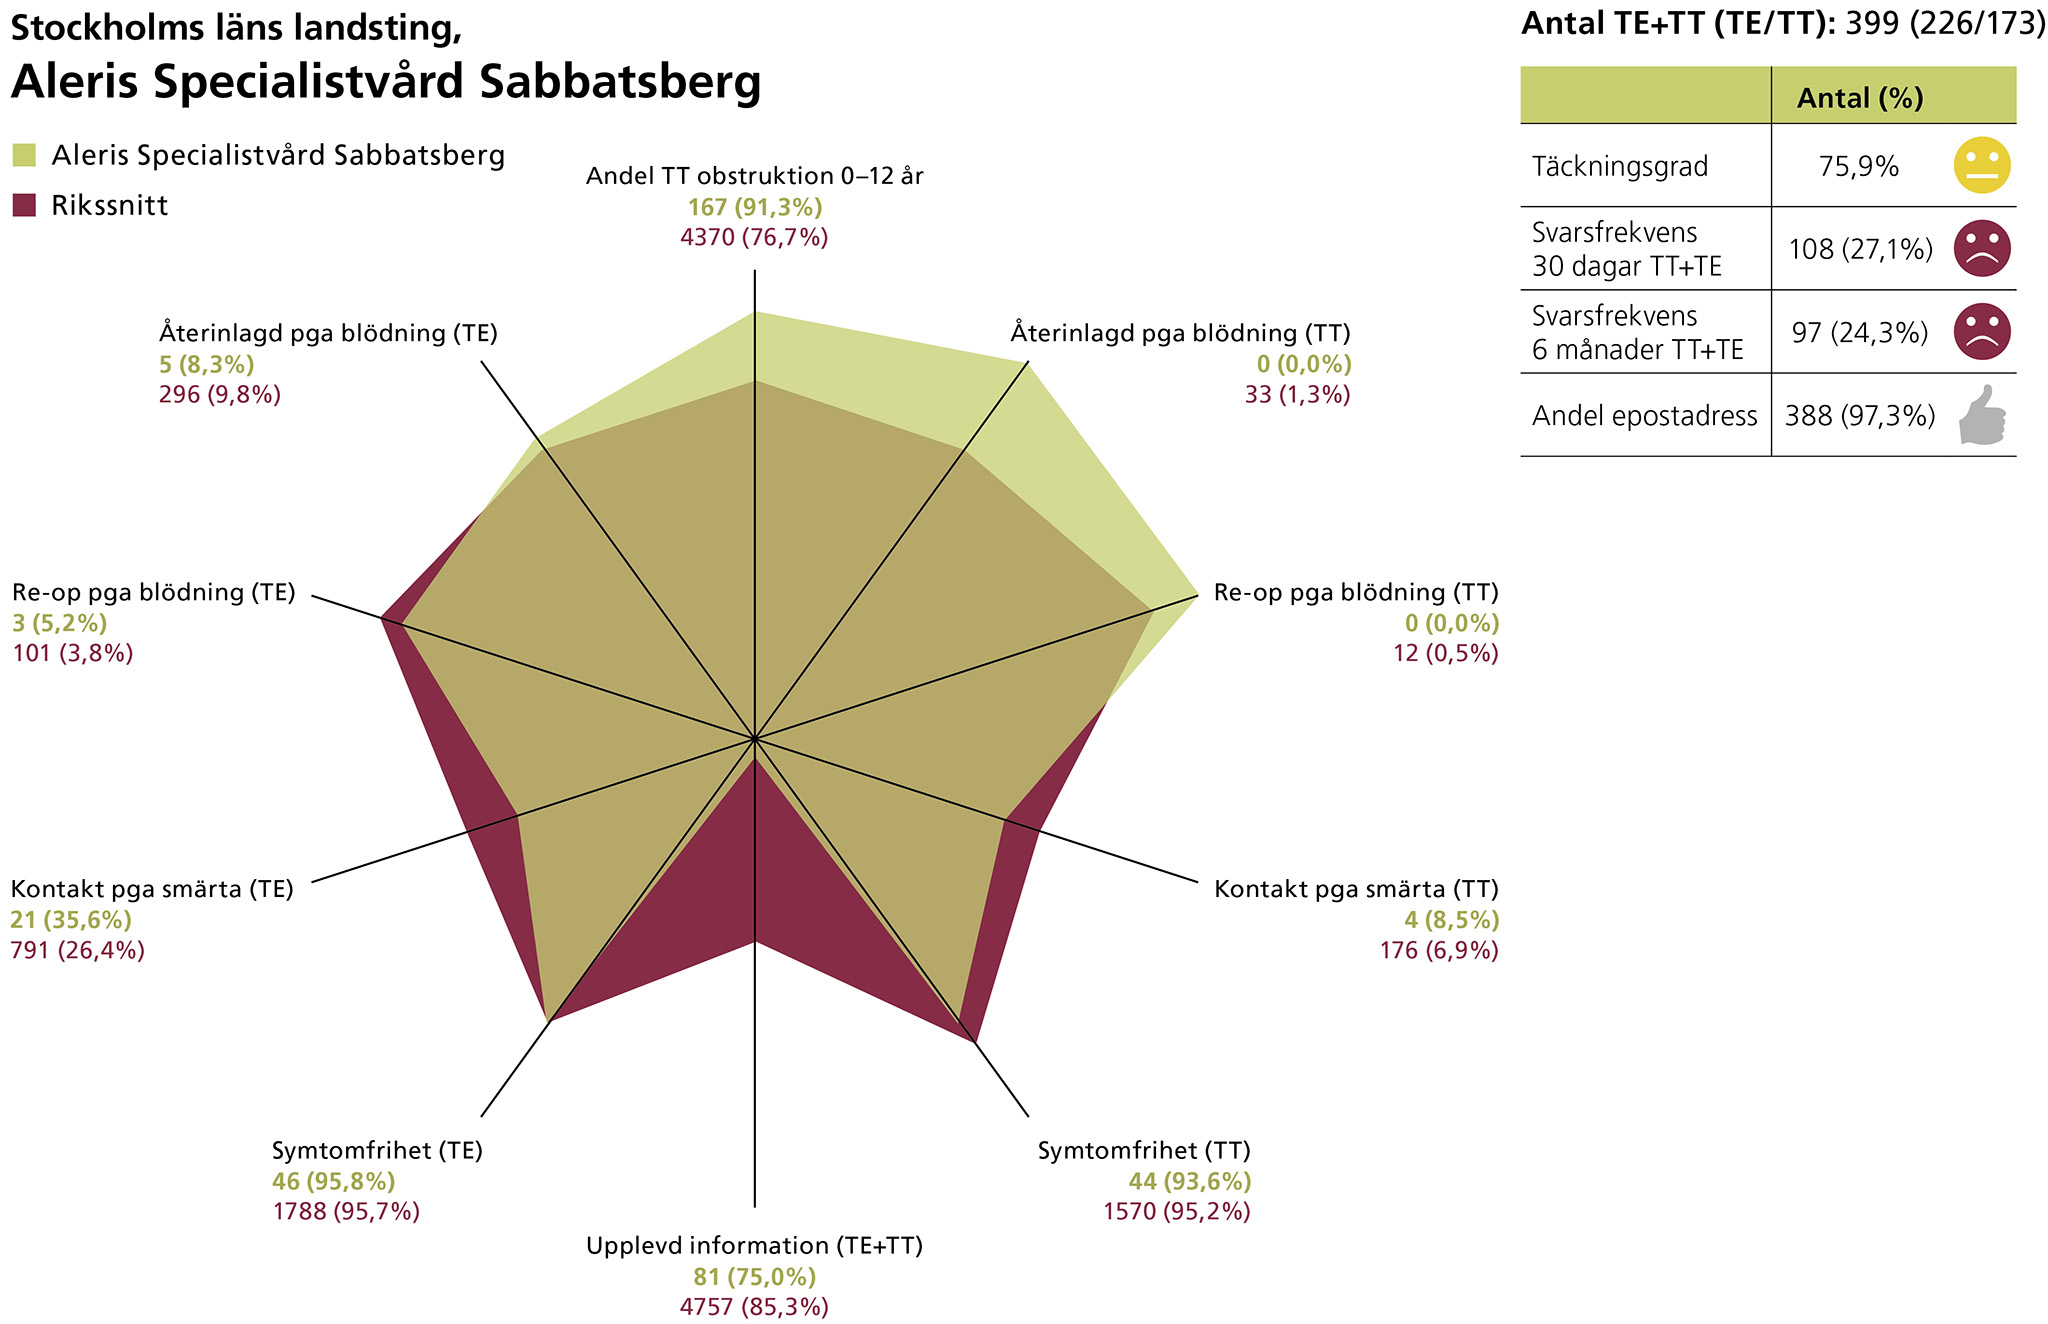 Stockholms läns landsting,
Aleris Specialistvård Sabbatsberg
Aleris Specialistvård Sabbatsberg
Rikssnitt
Andel TT obstruktion 0–12 år
167 (91,3%)
4370 (76,7%)
Återinlagd pga blödning (TE)
5 (8,3%)
296 (9,8%)
Återinlagd pga blödning (TT)
0 (0,0%)
33 (1,3%)
Re-op pga blödning (TE)
3 (5,2%)
101 (3,8%)
Re-op pga blödning (TT)
0 (0,0%)
12 (0,5%)
Kontakt pga smärta (TE)
21 (35,6%)
791 (26,4%)
Kontakt pga smärta (TT)
4 (8,5%)
176 (6,9%)
Symtomfrihet (TE)
46 (95,8%)
1788 (95,7%)
Symtomfrihet (TT)
44 (93,6%)
1570 (95,2%)
Upplevd information (TE+TT)
81 (75,0%)
4757 (85,3%)
Antal TE+TT (TE/TT): 399 (226/173)
Antal (%)
Täckningsgrad 75,9%
Svarsfrekvens
30 dagar TT+TE 108 (27,1%)
Svarsfrekvens
6 månader TT+TE 97 (24,3%)
Andel epostadress 388 (97,3%)